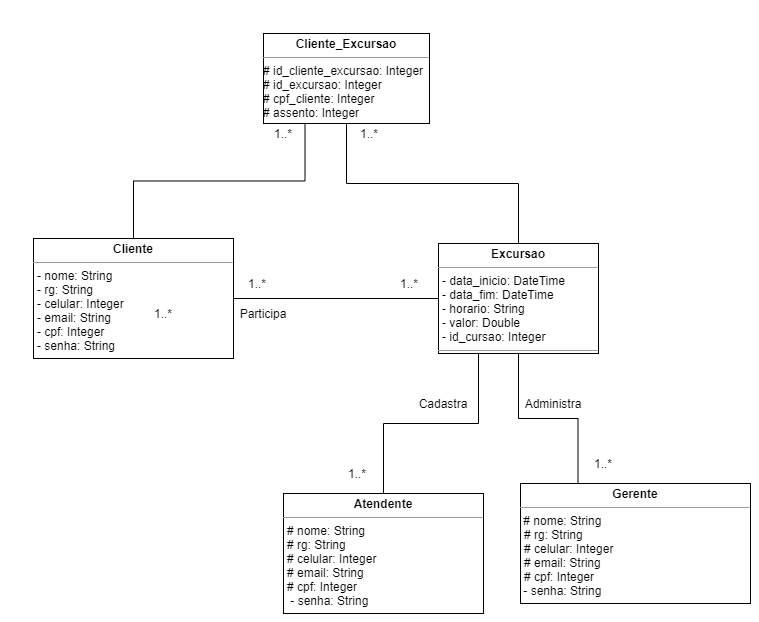 Cliente_Excursao
# id_cliente_excursao: Integer
# id_excursao: Integer
# cpf_cliente: Integer
# assento: Integer
1..*
1..*
Cliente
- nome: String
- rg: String
- celular: Integer
- email: String
- cpf: Integer
- senha: String
1..*
1..*
1..*
Participa
Excursao
- data_inicio: DateTime
- data_fim: DateTime
- horario: String
- valor: Double
- id_cursao: Integer
Cadastra
Administra
1..*
1..*
Atendente
# nome: String
# rg: String
# celular: Integer
# email: String
# cpf: Integer
- senha: String
Gerente
# nome: String
# rg: String
# celular: Integer
# email: String
# cpf: Integer
- senha: String